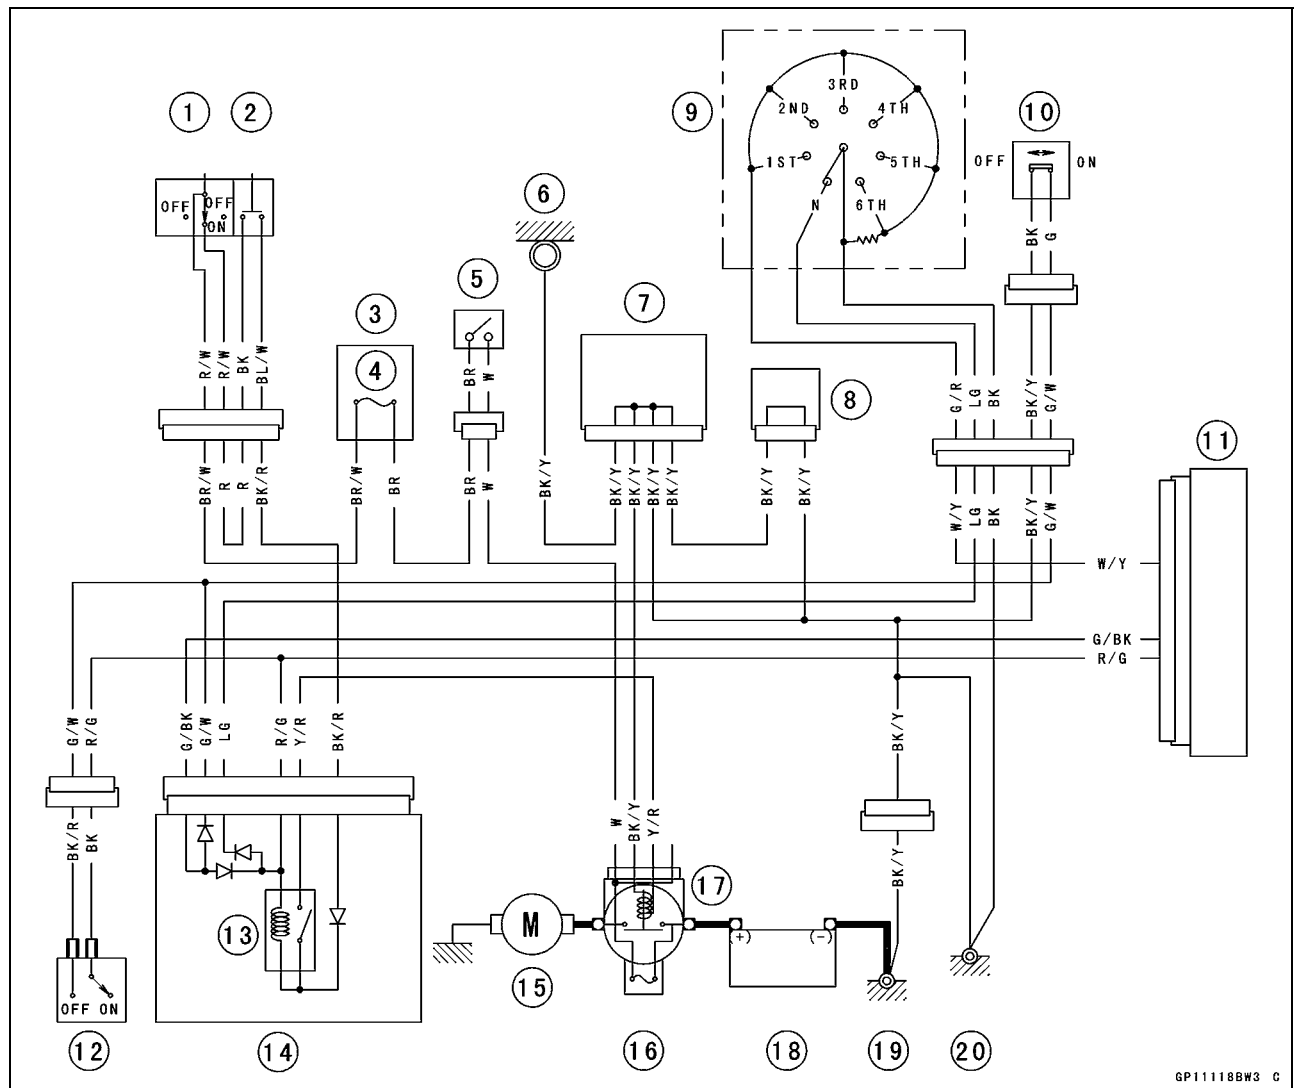 1
2
9
10
3RD
2ND
4TH
1ST
5TH
N
6TH
OFF
ON
6
5
7
3
4
8
11
OFF
OFF
ON
BK
G
R/W
R/W
BK
BL/W
BR
W
G/R
LG
BK
BK/Y
G/W
BR/W
R
R
BK/R
BR/W
BR
BR
W
BK/Y
BK/Y
BK/Y
BK/Y
BK/Y
BK/Y
BK/Y
W/Y
LG
BK
BK/Y
G/W
W/Y
G/BK
R/G
G/W
R/G
G/BK
G/W
LG
R/G
Y/R
BK/R
BK/Y
W
BK/Y
Y/R
BK/R
BK
BK/Y
17
M
(+)
(-)
13
15
OFF ON
12
14
16
18
19
20
GP11118BW3 C